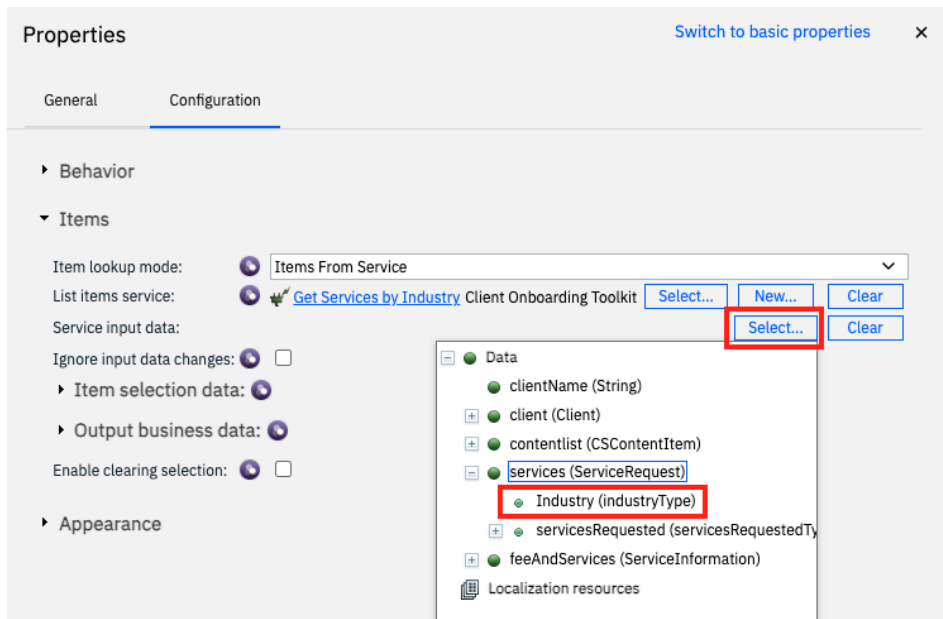 Properties
Switch to basic properties
General
Configuration
Behavior
Items
Item lookup mode:
Items From Service
List items service:
Get Services by Industry Client Onboarding Toolkit
Select...
New...
Clear
Service input data:
Select...
Clear
Ignore input data changes:
Item selection data:
Output business data:
Enable clearing selection:
Appearance
Data
clientName (String)
client (Client)
contentlist (CSContentItem)
services (ServiceRequest)
Industry (industryType)
servicesRequested (servicesRequestedTy
feeAndServices (ServiceInformation)
Localization resources